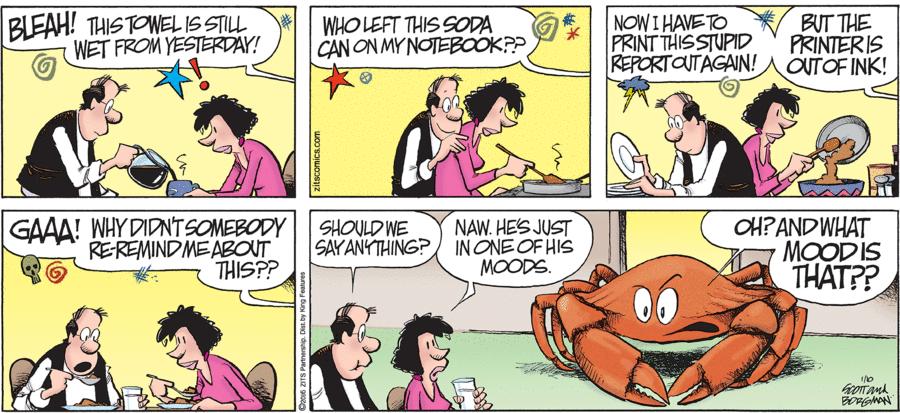 BLEAH! THIS TOWEL IS STILL
WET FROM YESTERDAY!
WHO LEFT THIS SODA
CAN ON MY NOTEBOOK??
zitscomics.com
NOW I HAVE TO
PRINT THIS STUPID
REPORT OUT AGAIN!
BUT THE
PRINTER IS
OUT OF INK!
GAAA! WHY DIDN'T SOMEBODY
RE-REMIND ME ABOUT
THIS??
SHOULD WE
SAY ANYTHING?
NAW. HE'S JUST
IN ONE OF HIS
MOODS.
OH? AND WHAT
MOOD IS
THAT??
1/10
SCOTT AND
BORGMAN